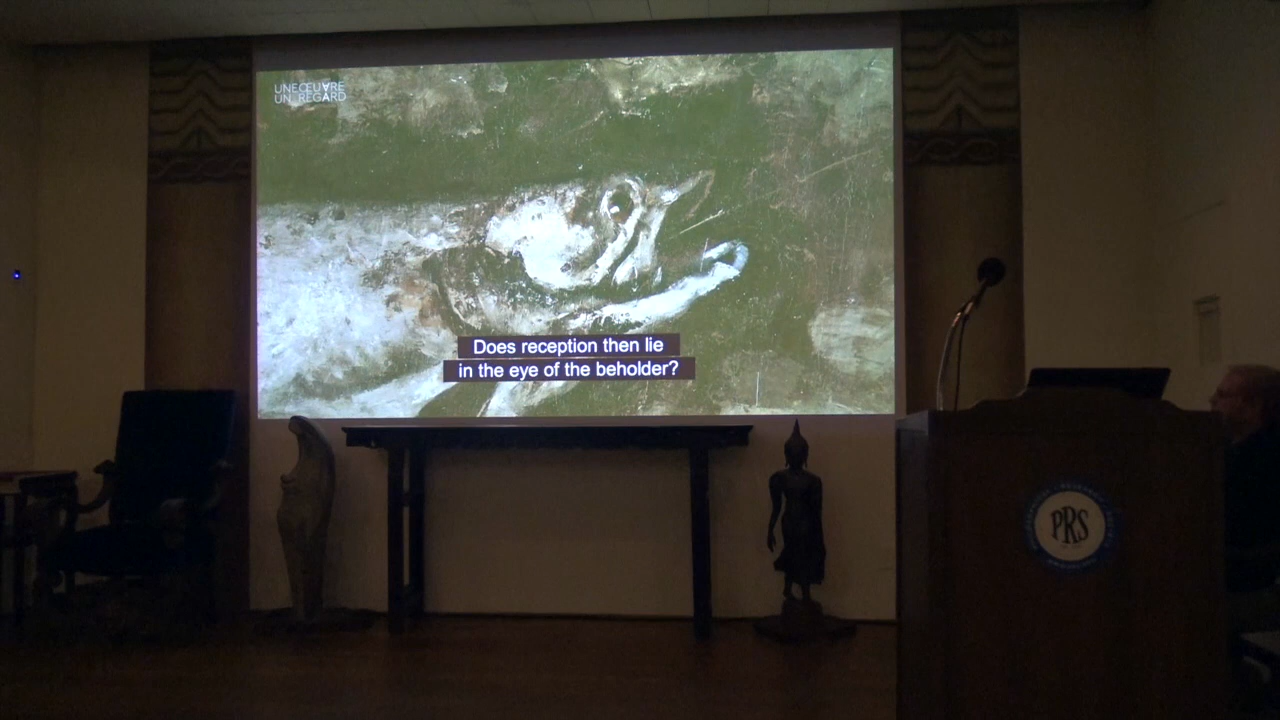 UNEŒUVRE
UN REGARD
Does reception then lie
in the eye of the beholder?
PRS